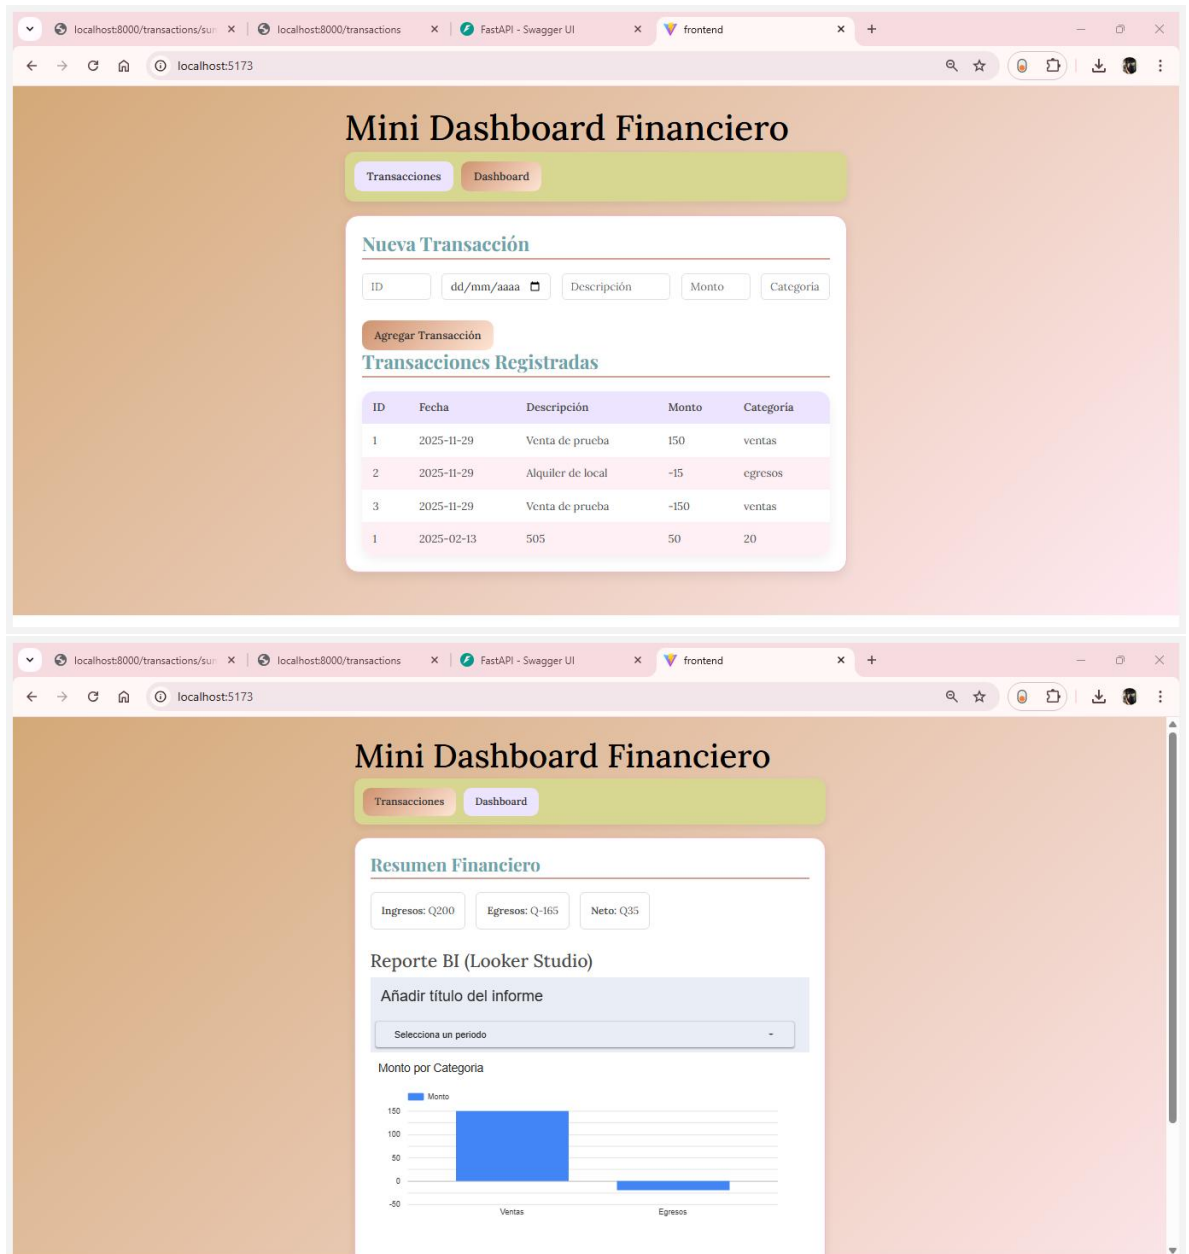 localhost:8000/transactions/sun localhost:8000/transactions FastAPI - Swagger UI frontend
localhost:5173
Mini Dashboard Financiero
Transacciones Dashboard
Nueva Transacción
ID dd/mm/aaaa Descripción Monto Categoría
Agregar Transacción
Transacciones Registradas
ID Fecha Descripción Monto Categoría
1 2025-11-29 Venta de prueba 150 ventas
2 2025-11-29 Alquiler de local -15 egresos
3 2025-11-29 Venta de prueba -150 ventas
1 2025-02-13 505 50 20
localhost:8000/transactions/sun localhost:8000/transactions FastAPI - Swagger UI frontend
localhost:5173
Mini Dashboard Financiero
Transacciones Dashboard
Resumen Financiero
Ingresos: Q200 Egresos: Q-165 Neto: Q35
Reporte BI (Looker Studio)
Añadir título del informe
Selecciona un periodo
Monto por Categoria
Monto
150
100
50
0
-50
Ventas Egresos